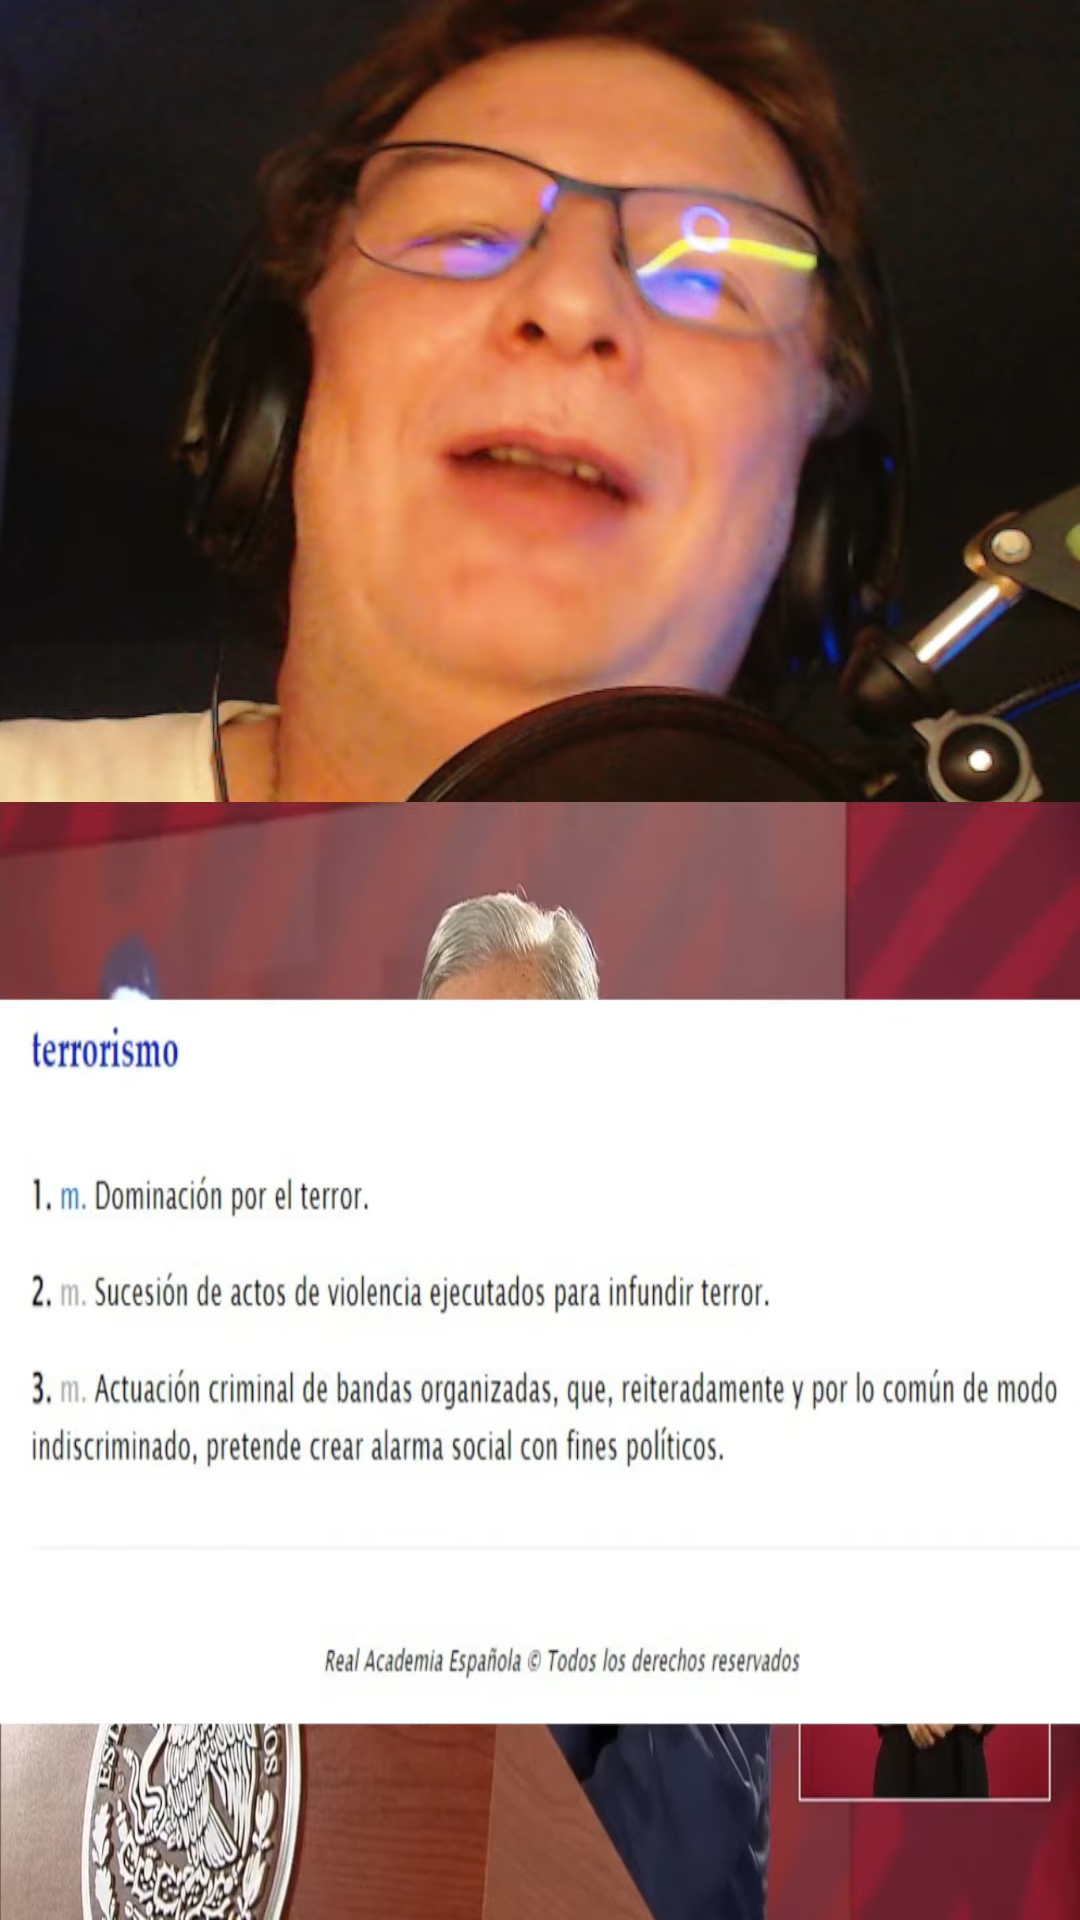 terrorismo
1. m. Dominación por el terror.
2. m. Sucesión de actos de violencia ejecutados para infundir terror.
3. m. Actuación criminal de bandas organizadas, que, reiteradamente y por lo común de modo
indiscriminado, pretende crear alarma social con fines políticos.
Real Academia Española © Todos los derechos reservados